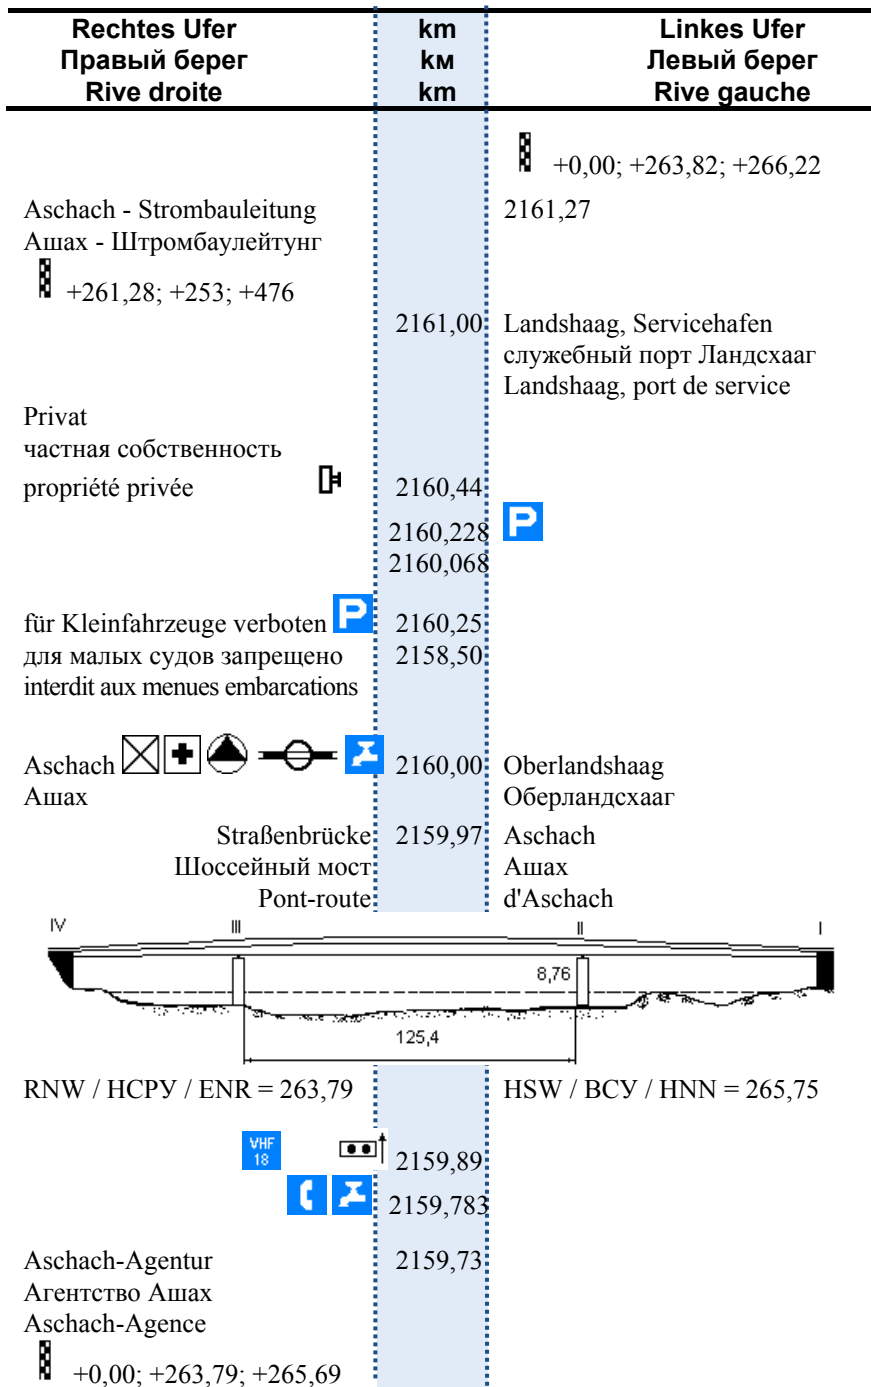 Rechtes Ufer km Linkes Ufer
Правый берег км Левый берег
Rive droite km Rive gauche
+0,00; +263,82; +266,22
Aschach - Strombauleitung 2161,27
Ашах - Штромбаулейтунг
+261,28; +253; +476
2161,00 Landshaag, Servicehafen
служебный порт Ландсхааг
Landshaag, port de service
Privat
частная собственность
propriété privée 2160,44
2160,228 P
2160,068
für Kleinfahrzeuge verboten P 2160,25
для малых судов запрещено 2158,50
interdit aux menues embarcations
Aschach 2160,00 Oberlandshaag
Ашах Оберландсхааг
Straßenbrücke 2159,97 Aschach
Шоссейный мост Ашах
Pont-route d'Aschach
IV III II I
8,76
125,4
RNW / НСРУ / ENR = 263,79 HSW / ВСУ / HNN = 265,75
VHF
18 2159,89
2159,783
Aschach-Agentur 2159,73
Агентство Ашах
Aschach-Agence
+0,00; +263,79; +265,69